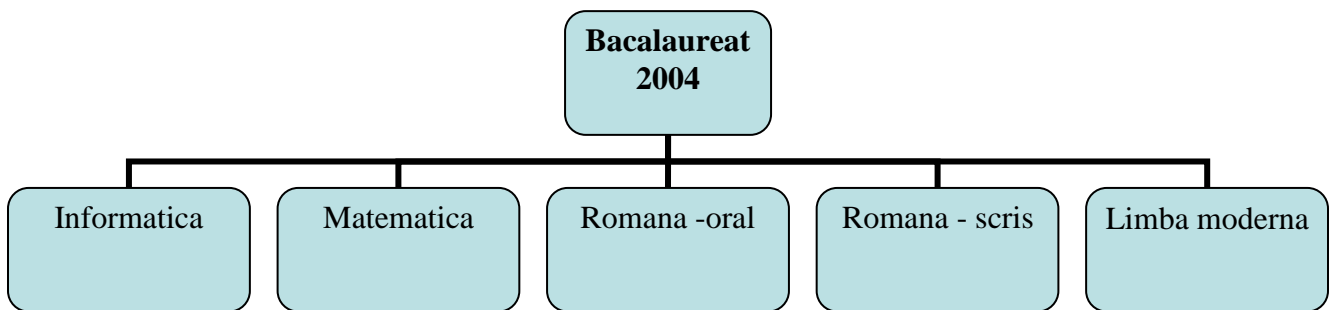 Bacalaureat
2004
Informatica
Matematica
Romana -oral
Romana - scris
Limba moderna